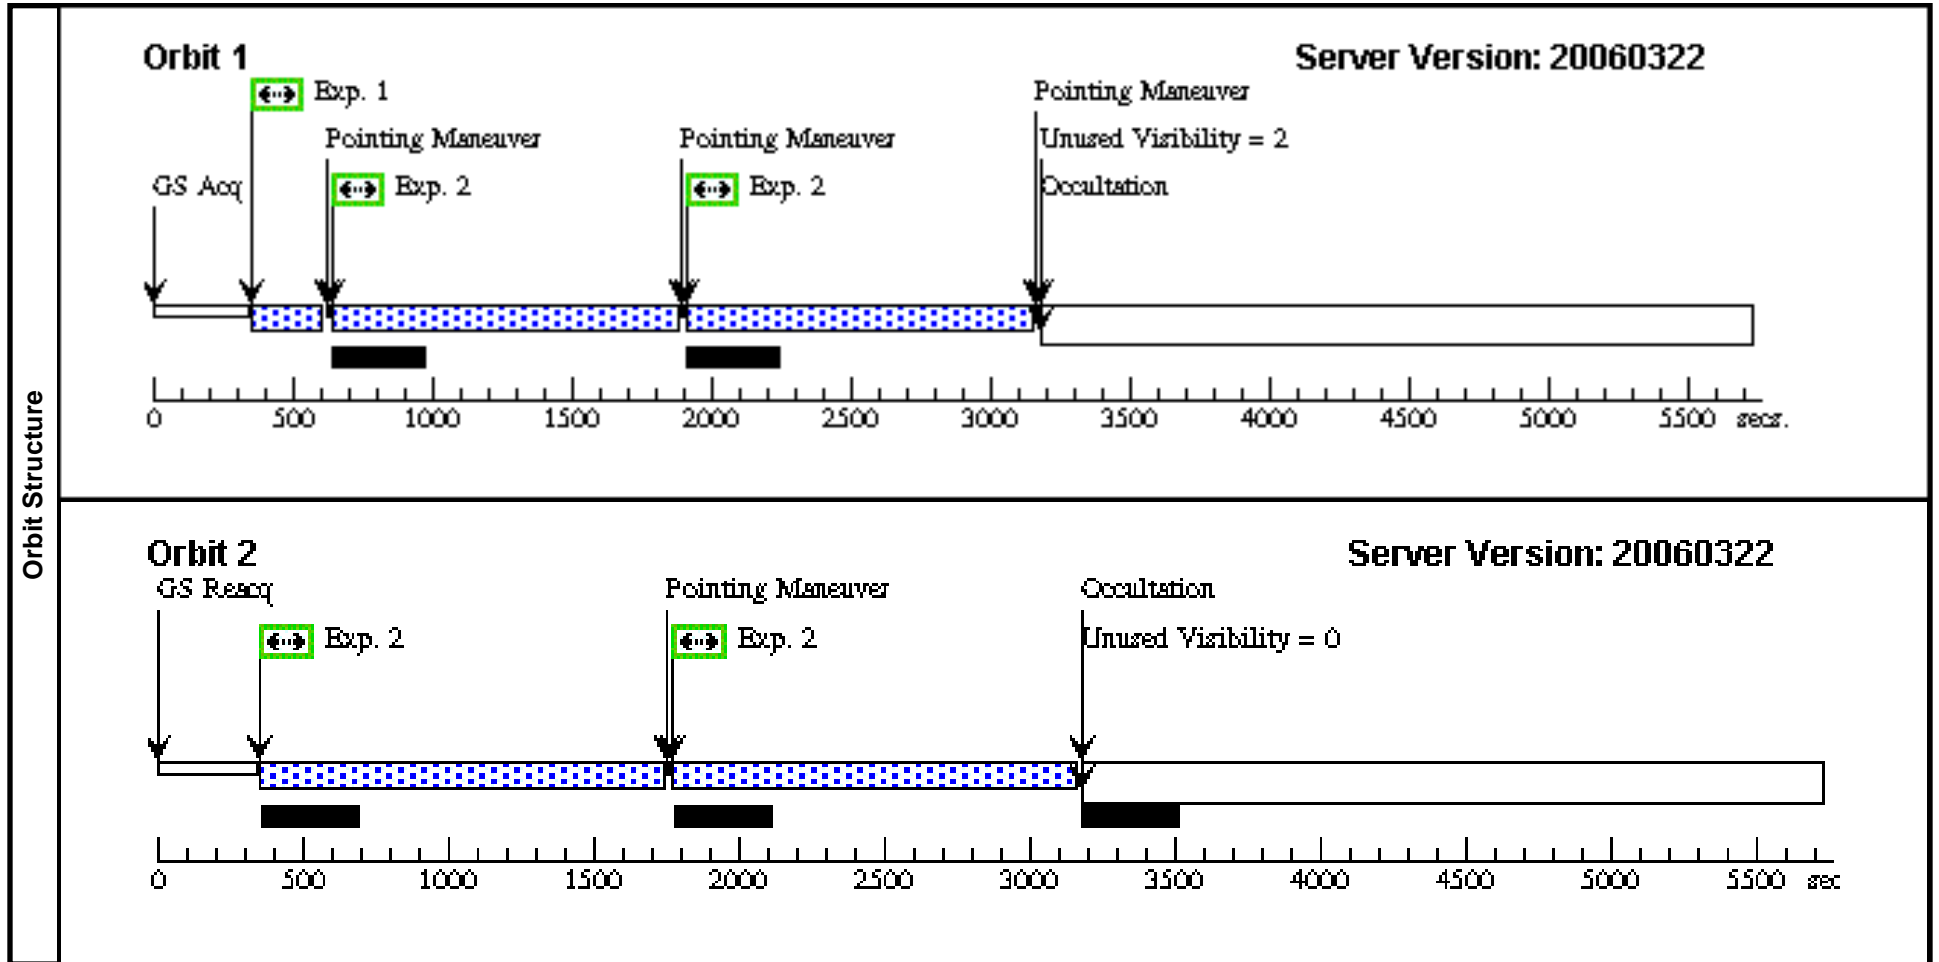 Orbit Structure
Orbit 1
Server Version: 20060322
Exp. 1
Pointing Maneuver
Pointing Maneuver
Pointing Maneuver
Unused Visibility = 2
GS Acq
Exp. 2
Exp. 2
Occultation
0 500 1000 1500 2000 2500 3000 3500 4000 4500 5000 5500 secs.
Orbit 2
Server Version: 20060322
GS Reacq
Pointing Maneuver
Occultation
Exp. 2
Exp. 2
Unused Visibility = 0
0 500 1000 1500 2000 2500 3000 3500 4000 4500 5000 5500 sec